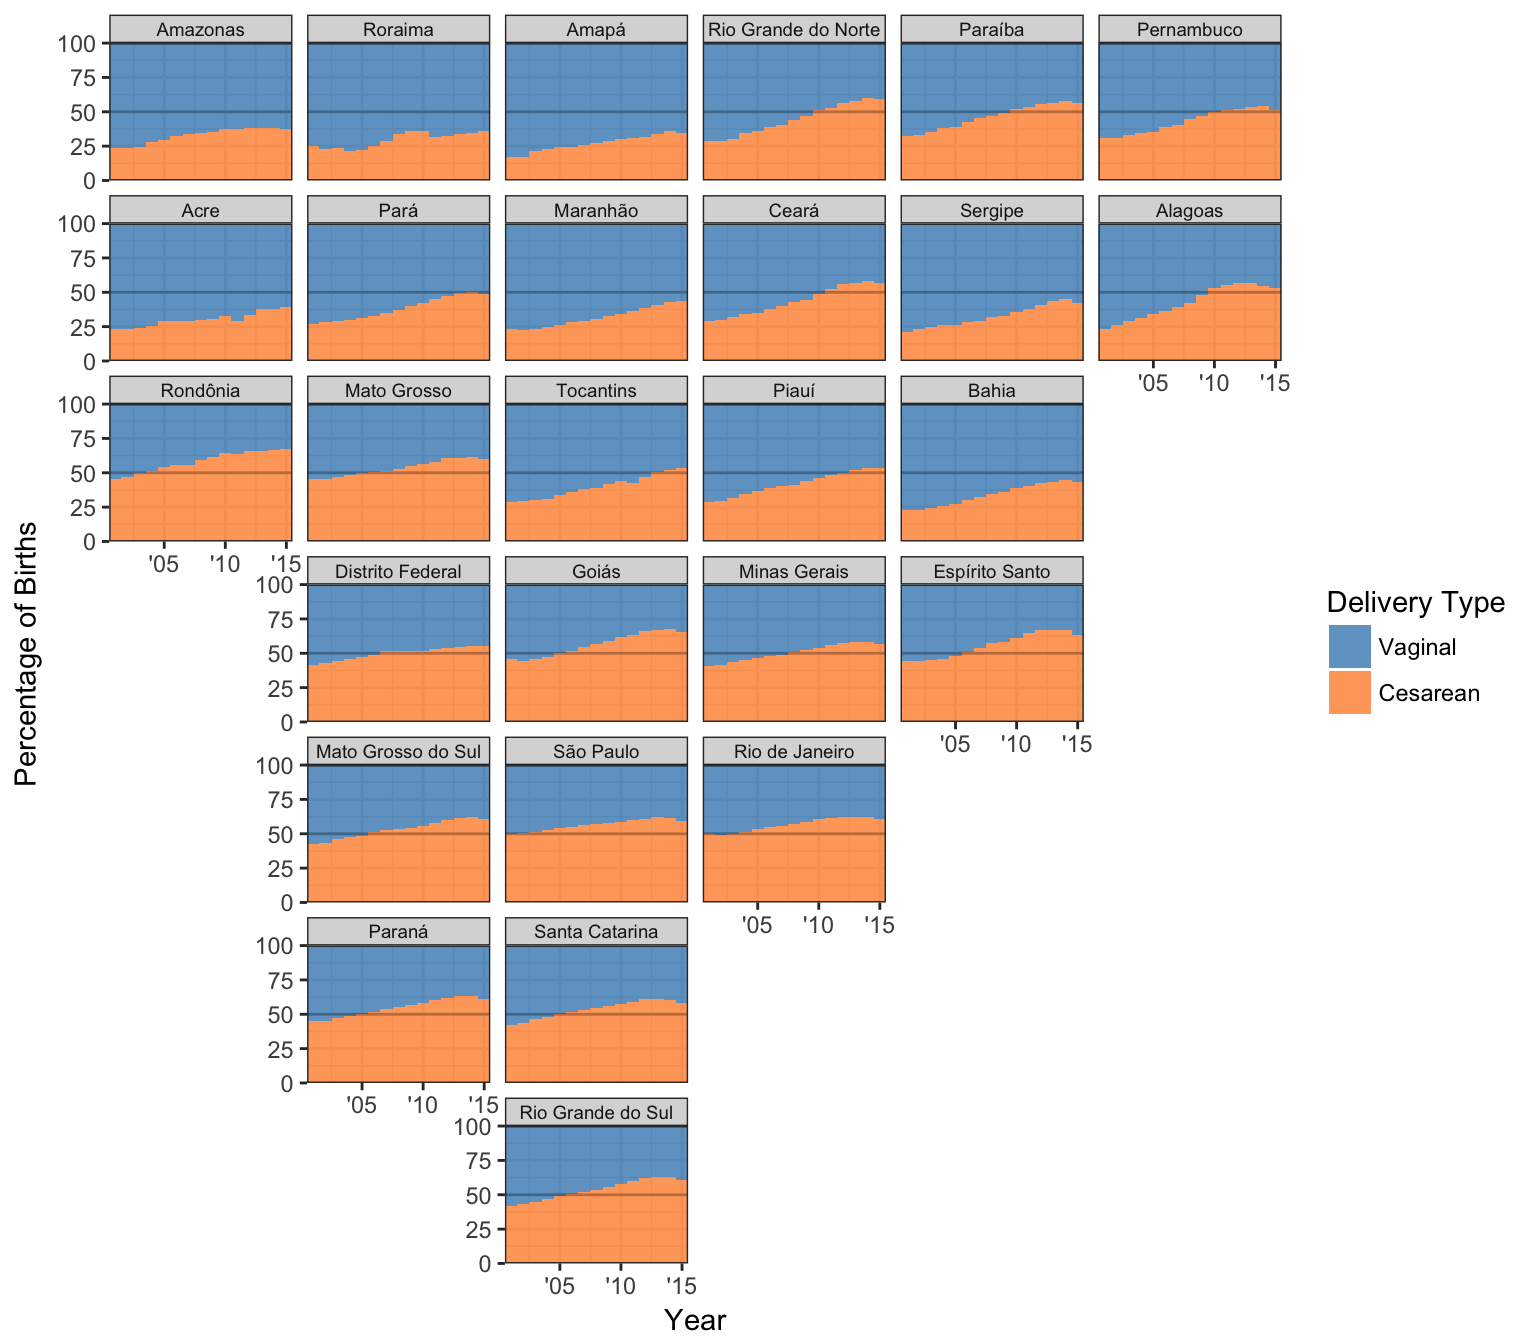 Amazonas Roraima Amapá Rio Grande do Norte Paraíba Pernambuco
100
75
50
25
0
Acre Pará Maranhão Ceará Sergipe Alagoas
100
75
50
25
0
'05 '10 '15
Rondônia Mato Grosso Tocantins Piauí Bahia
100
75
50
25
0
'05 '10 '15
Distrito Federal Goiás Minas Gerais Espírito Santo
100
75
50
25
0
'05 '10 '15
Mato Grosso do Sul São Paulo Rio de Janeiro
100
75
50
25
0
'05 '10 '15
Paraná Santa Catarina
100
75
50
25
0
'05 '10 '15
Rio Grande do Sul
100
75
50
25
0
'05 '10 '15
Year
Percentage of Births
Delivery Type
Vaginal
Cesarean